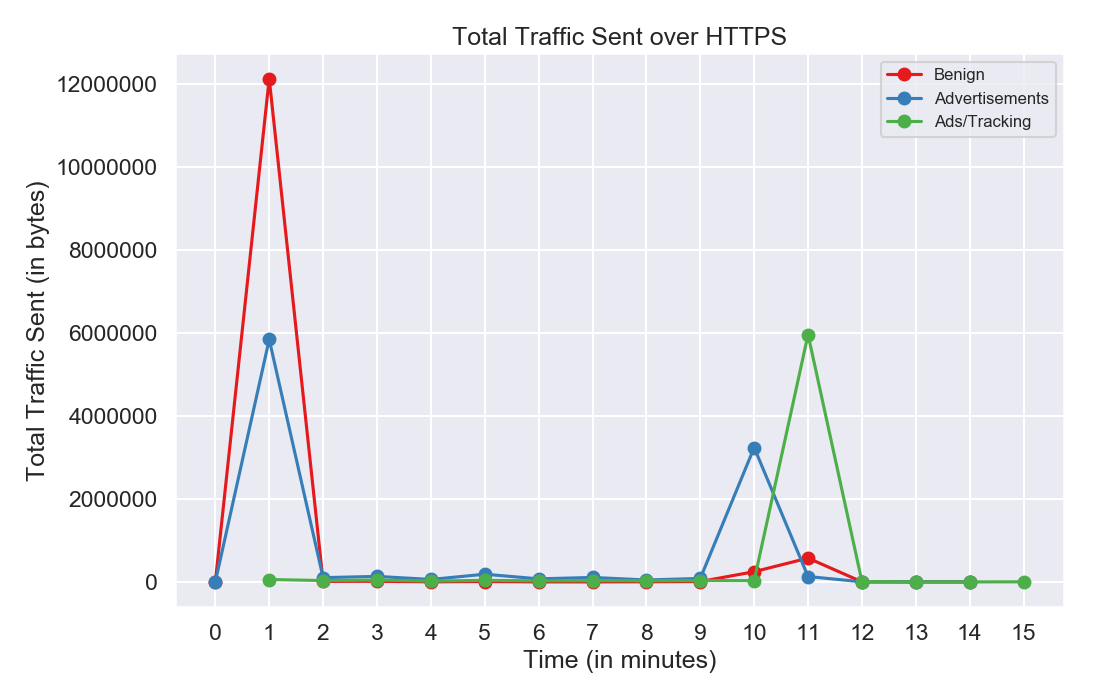 Total Traffic Sent over HTTPS
Benign
Advertisements
Ads/Tracking
Total Traffic Sent (in bytes)
12000000
10000000
8000000
6000000
4000000
2000000
0
0 1 2 3 4 5 6 7 8 9 10 11 12 13 14 15
Time (in minutes)